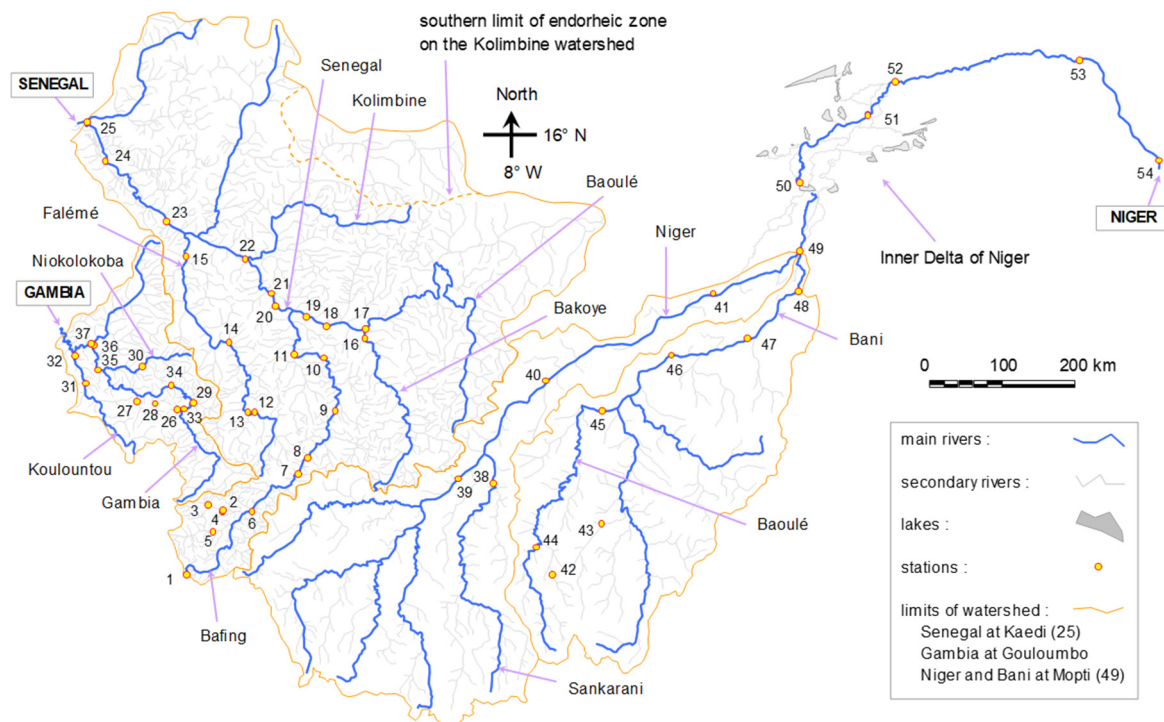 southern limit of endorheic zone
on the Kolimbine watershed
Senegal
Kolimbine
SENEGAL
North
16° N
8° W
Baoulé
Falémé
Niokolokoba
GAMBIA
Niger
Inner Delta of Niger
NIGER
Bakoye
Bani
0 100 200 km
Koulountou
Gambia
Bafing
Baoulé
Sankarani
1
2
3
4
5
6
7
8
9
10
11
12
13
14
15
16
17
18
19
20
21
22
23
24
25
26
27
28
29
30
31
32
33
34
35
36
37
38
39
40
41
42
43
44
45
46
47
48
49
50
51
52
53
54
main rivers :
secondary rivers :
lakes :
stations :
limits of watershed :
Senegal at Kaedi (25)
Gambia at Gouloumbo
Niger and Bani at Mopti (49)